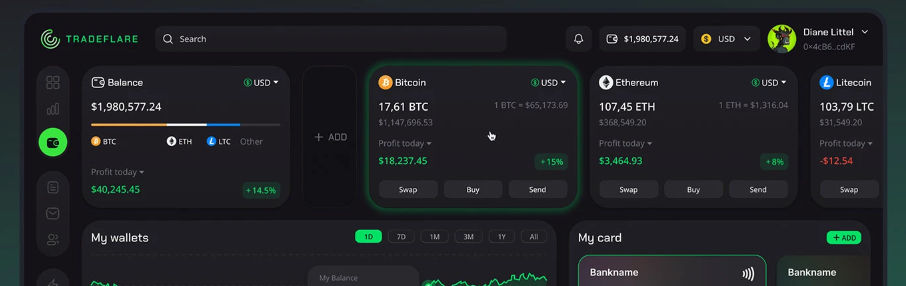 TRADEFLARE
Search
$1,980,577.24
USD
Diane Littel
0×4cB6...cdKF
Balance
USD
$1,980,577.24
BTC
ETH
LTC
Other
Profit today
$40,245.45
+14.5%
+ ADD
Bitcoin
USD
17,61 BTC
1 BTC = $65,173.69
$1,147,696.53
Profit today
$18,237.45
+15%
Swap
Buy
Send
Ethereum
USD
107,45 ETH
1 ETH = $1,316.04
$368,549.20
Profit today
$3,464.93
+8%
Swap
Buy
Send
Litecoin
103,79 LTC
$31,549.20
Profit today
-$12.54
Swap
My wallets
1D
7D
1M
3M
1Y
All
My Balance
My card
+ ADD
Bankname
Bankname